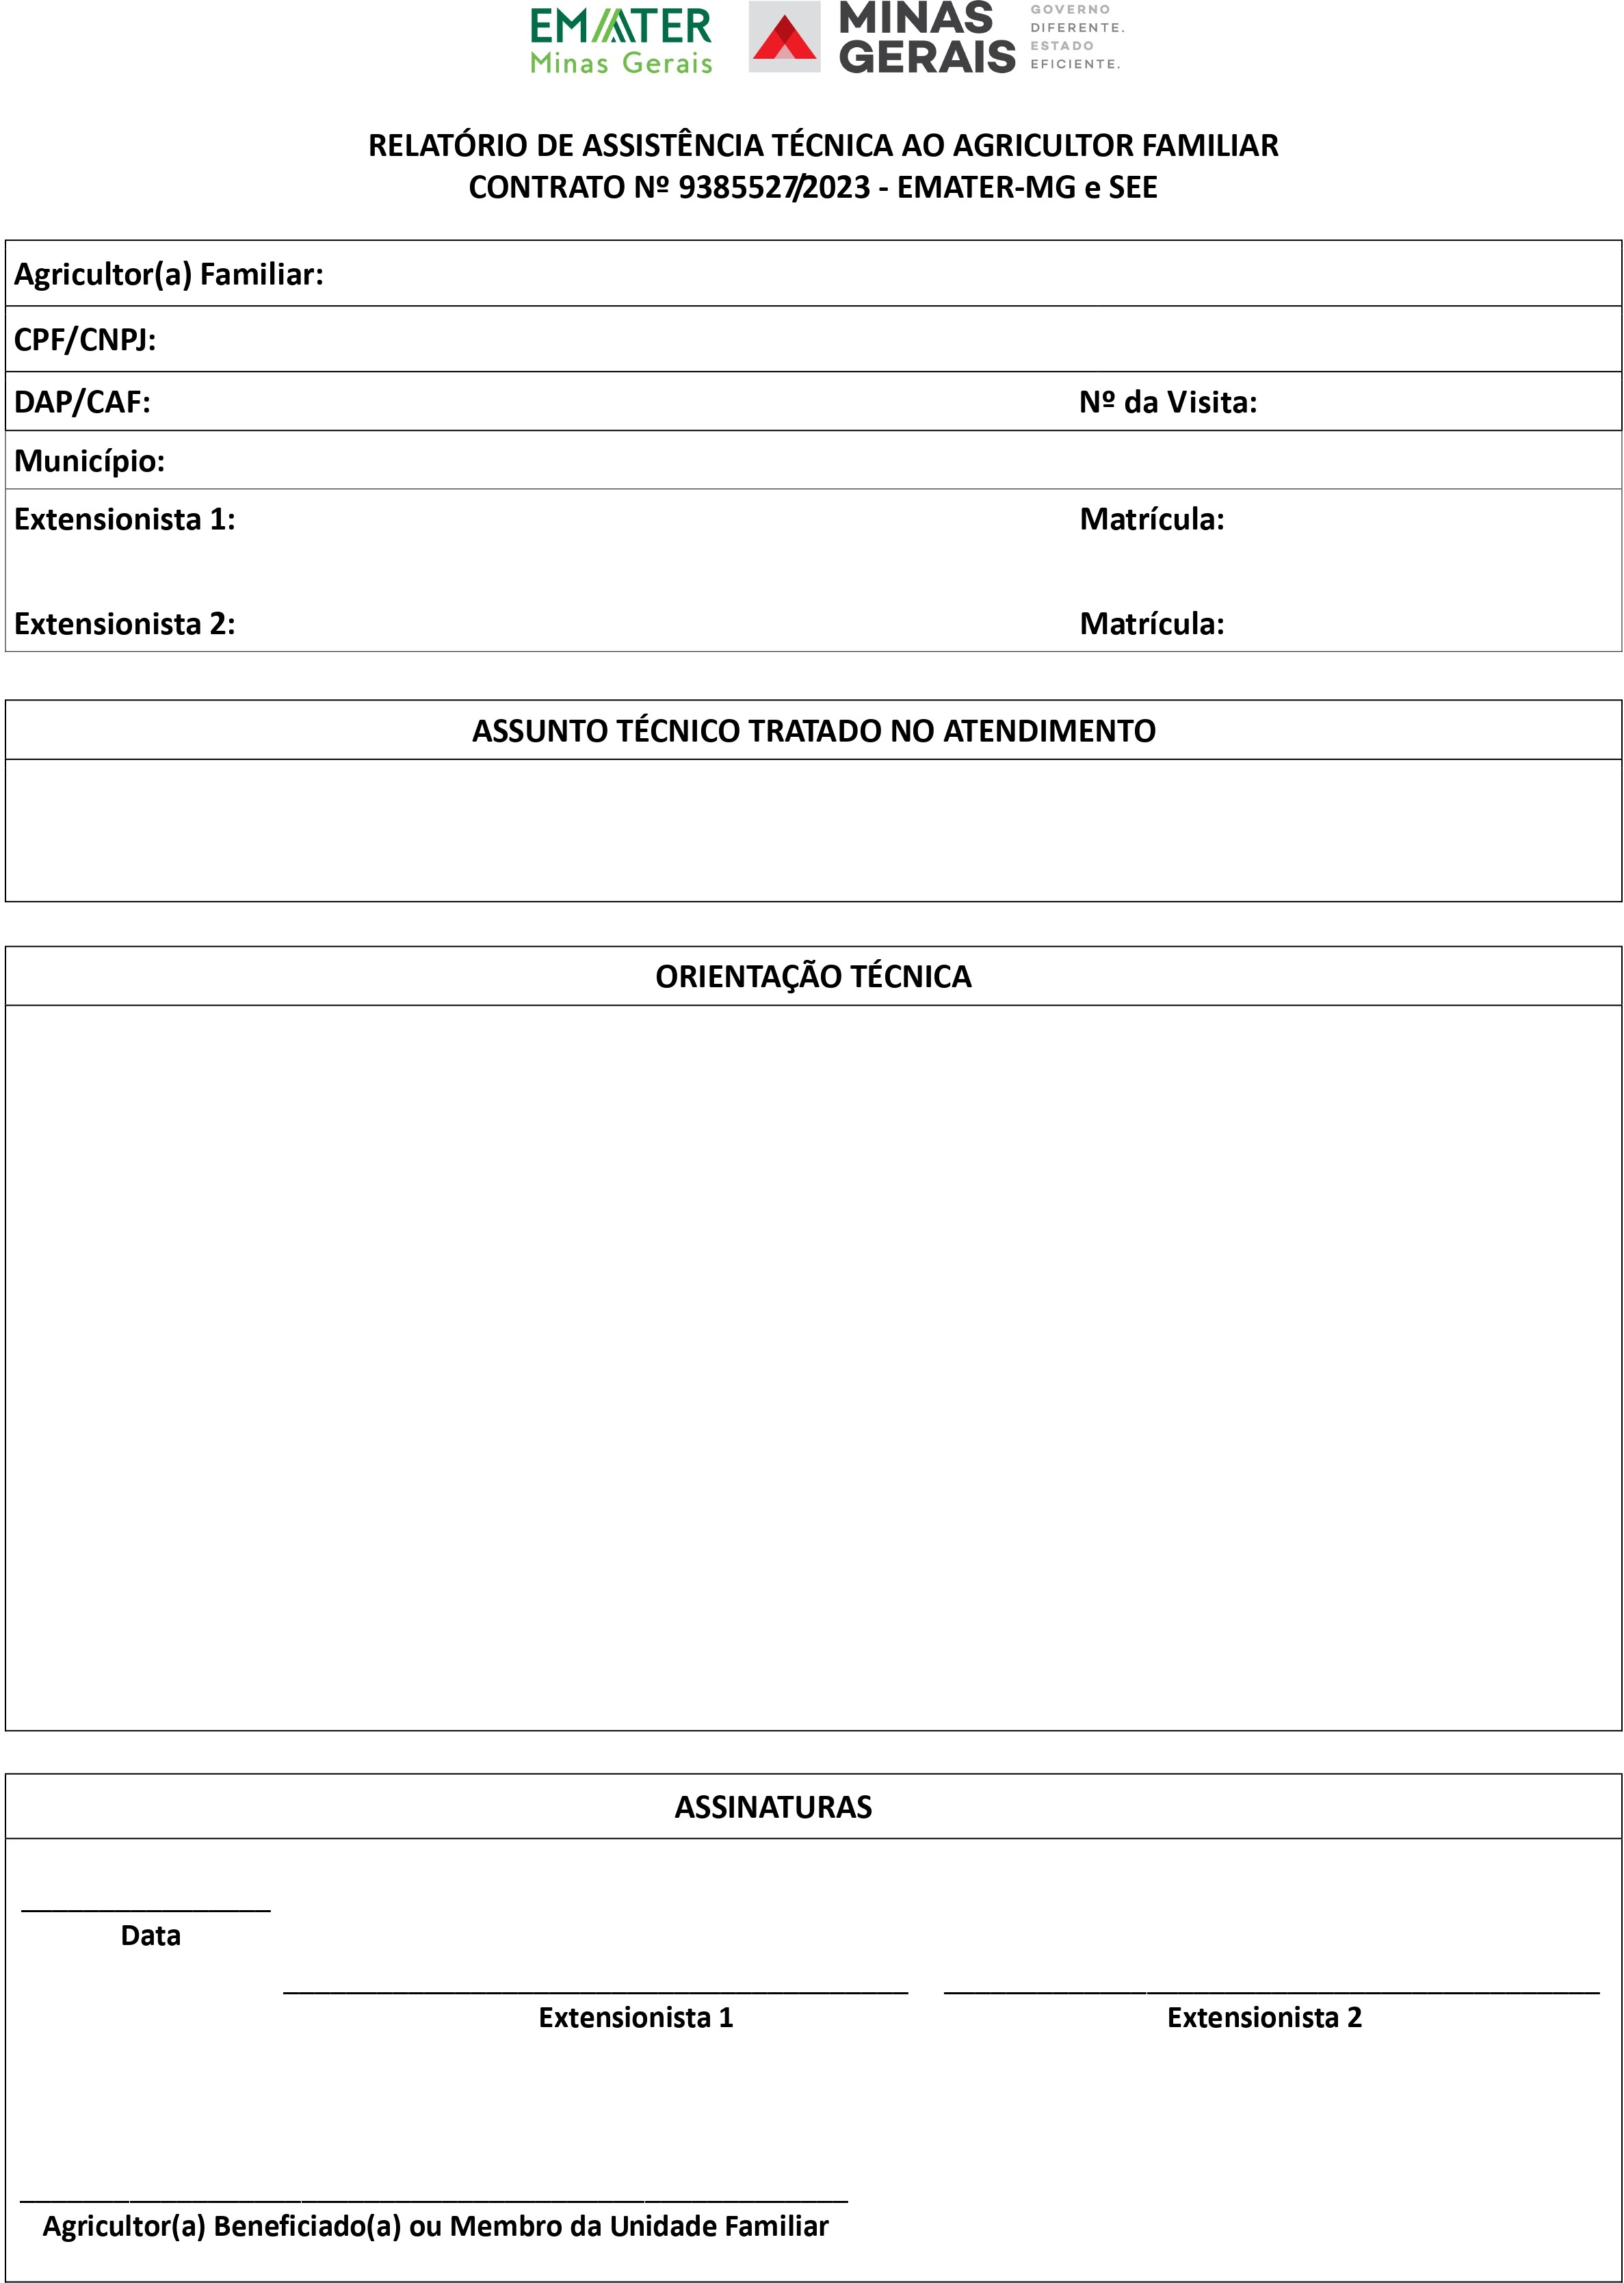 EMATER
Minas Gerais
MINAS
GERAIS
GOVERNO
DIFERENTE.
ESTADO
EFICIENTE.
RELATÓRIO DE ASSISTÊNCIA TÉCNICA AO AGRICULTOR FAMILIAR
CONTRATO Nº 9385527/2023 - EMATER-MG e SEE
Agricultor(a) Familiar:
CPF/CNPJ:
DAP/CAF: Nº da Visita:
Município:
Extensionista 1: Matrícula:
Extensionista 2: Matrícula:
ASSUNTO TÉCNICO TRATADO NO ATENDIMENTO
ORIENTAÇÃO TÉCNICA
ASSINATURAS
Data
Extensionista 1 Extensionista 2
Agricultor(a) Beneficiado(a) ou Membro da Unidade Familiar